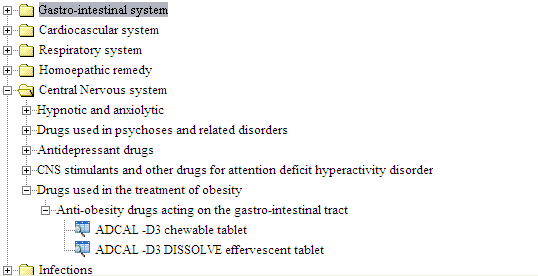 Gastro-intestinal system
Cardiocascular system
Respiratory system
Homoepathic remedy
Central Nervous system
Hypnotic and anxiolytic
Drugs used in psychoses and related disorders
Antidepressant drugs
CNS stimulants and other drugs for attention deficit hyperactivity disorder
Drugs used in the treatment of obesity
Anti-obesity drugs acting on the gastro-intestinal tract
ADCAL -D3 chewable tablet
ADCAL -D3 DISSOLVE effervescent tablet
Infections